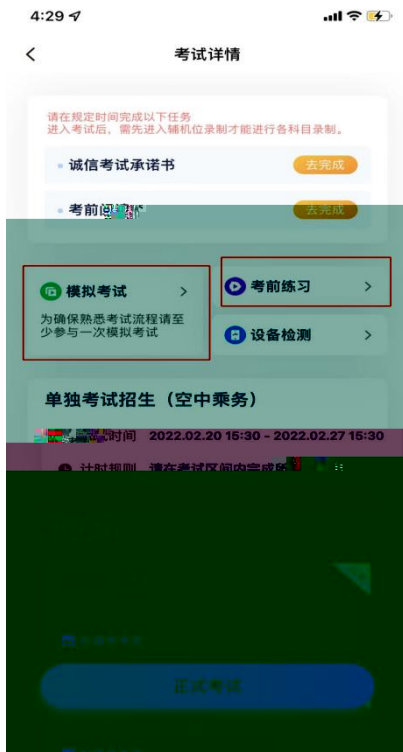 4:29
考试详情
请在规定时间完成以下任务
进入考试后，需先进入辅机位录制才能进行各科目录制。
诚信考试承诺书
去完成
考前
去完成
模拟考试
为确保熟悉考试流程请至
少参与一次模拟考试
考前练习
设备检测
单独考试招生（空中乘务）
时间 2022.02.20 15:30 - 2022.02.27 15:30
计时规则 请在考试区间内完成
正式考试